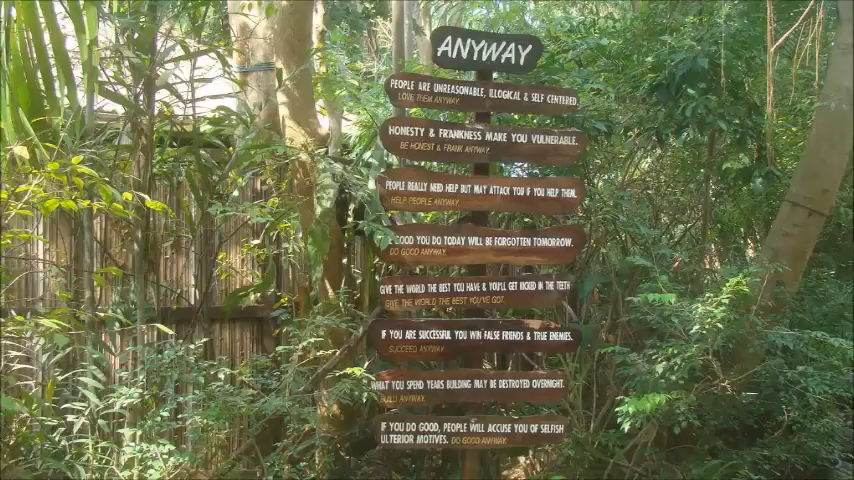 ANYWAY
PEOPLE ARE UNREASONABLE, ILLOGICAL & SELF CENTERED,
LOVE THEM ANYWAY
HONESTY & FRANKNESS MAKE YOU VULNERABLE.
BE HONEST & FRANK ANYWAY.
PEOPLE REALLY NEED HELP BUT MAY ATTACK YOU IF YOU HELP THEM.
HELP PEOPLE ANYWAY.
GOOD YOU DO TODAY WILL BE FORGOTTEN TOMORROW.
DO GOOD ANYWAY.
GIVE THE WORLD THE BEST YOU HAVE & YOU'LL GET KICKED IN THE TEETH
GIVE THE WORLD THE BEST YOU'VE GOT.
IF YOU ARE SUCCESSFUL YOU WIN FALSE FRIENDS & TRUE ENEMIES.
SUCCEED ANYWAY
WHAT YOU SPEND YEARS BUILDING MAY BE DESTROYED OVERNIGHT.
BUILD ANYWAY.
IF YOU DO GOOD, PEOPLE WILL ACCUSE YOU OF SELFISH
ULTERIOR MOTIVES. DO GOOD ANYWAY.